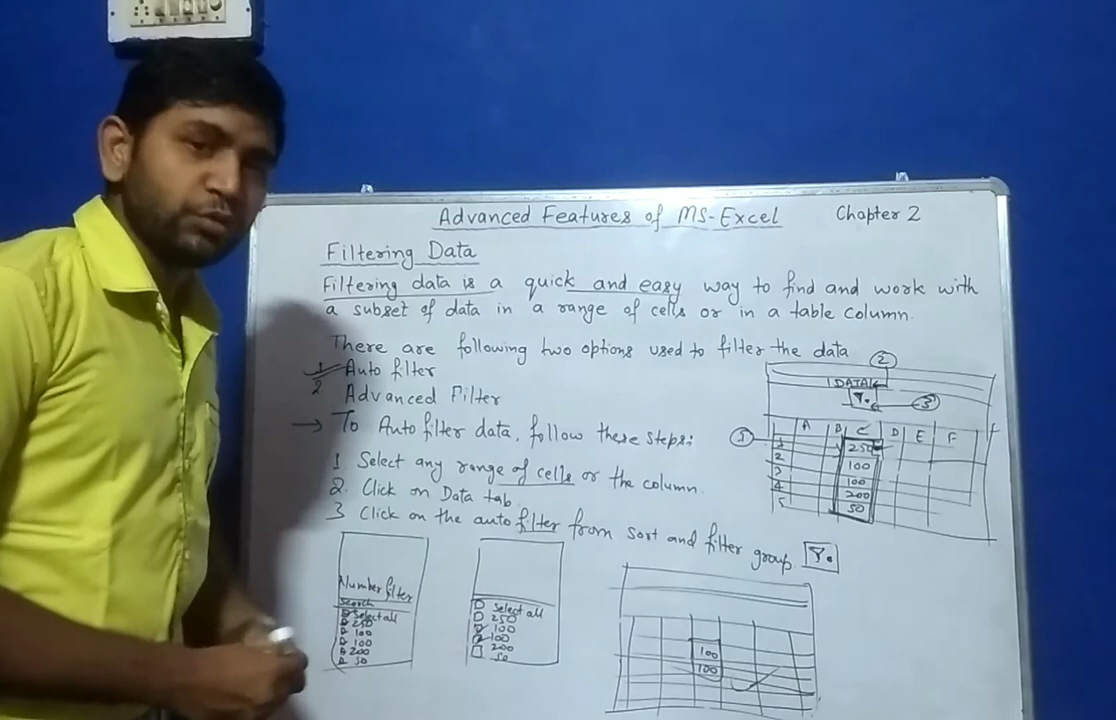 Advanced Features of MS-Excel Chapter 2
Filtering Data
Filtering data is a quick and easy way to find and work with
a subset of data in a range of cells or in a table column.
There are following two options used to filter the data
1 Auto filter
2 Advanced Filter
→ To Auto filter data, follow these steps:
1 Select any range of cells or the column.
2. Click on Data tab
3 Click on the auto filter from sort and filter group
2
DATA
3
A B C D E F
1 250
2 100
3 100
4 200
5 50
Number filter
Search
Select all
250
100
100
200
50
Select all
250
100
100
200
50
100
100